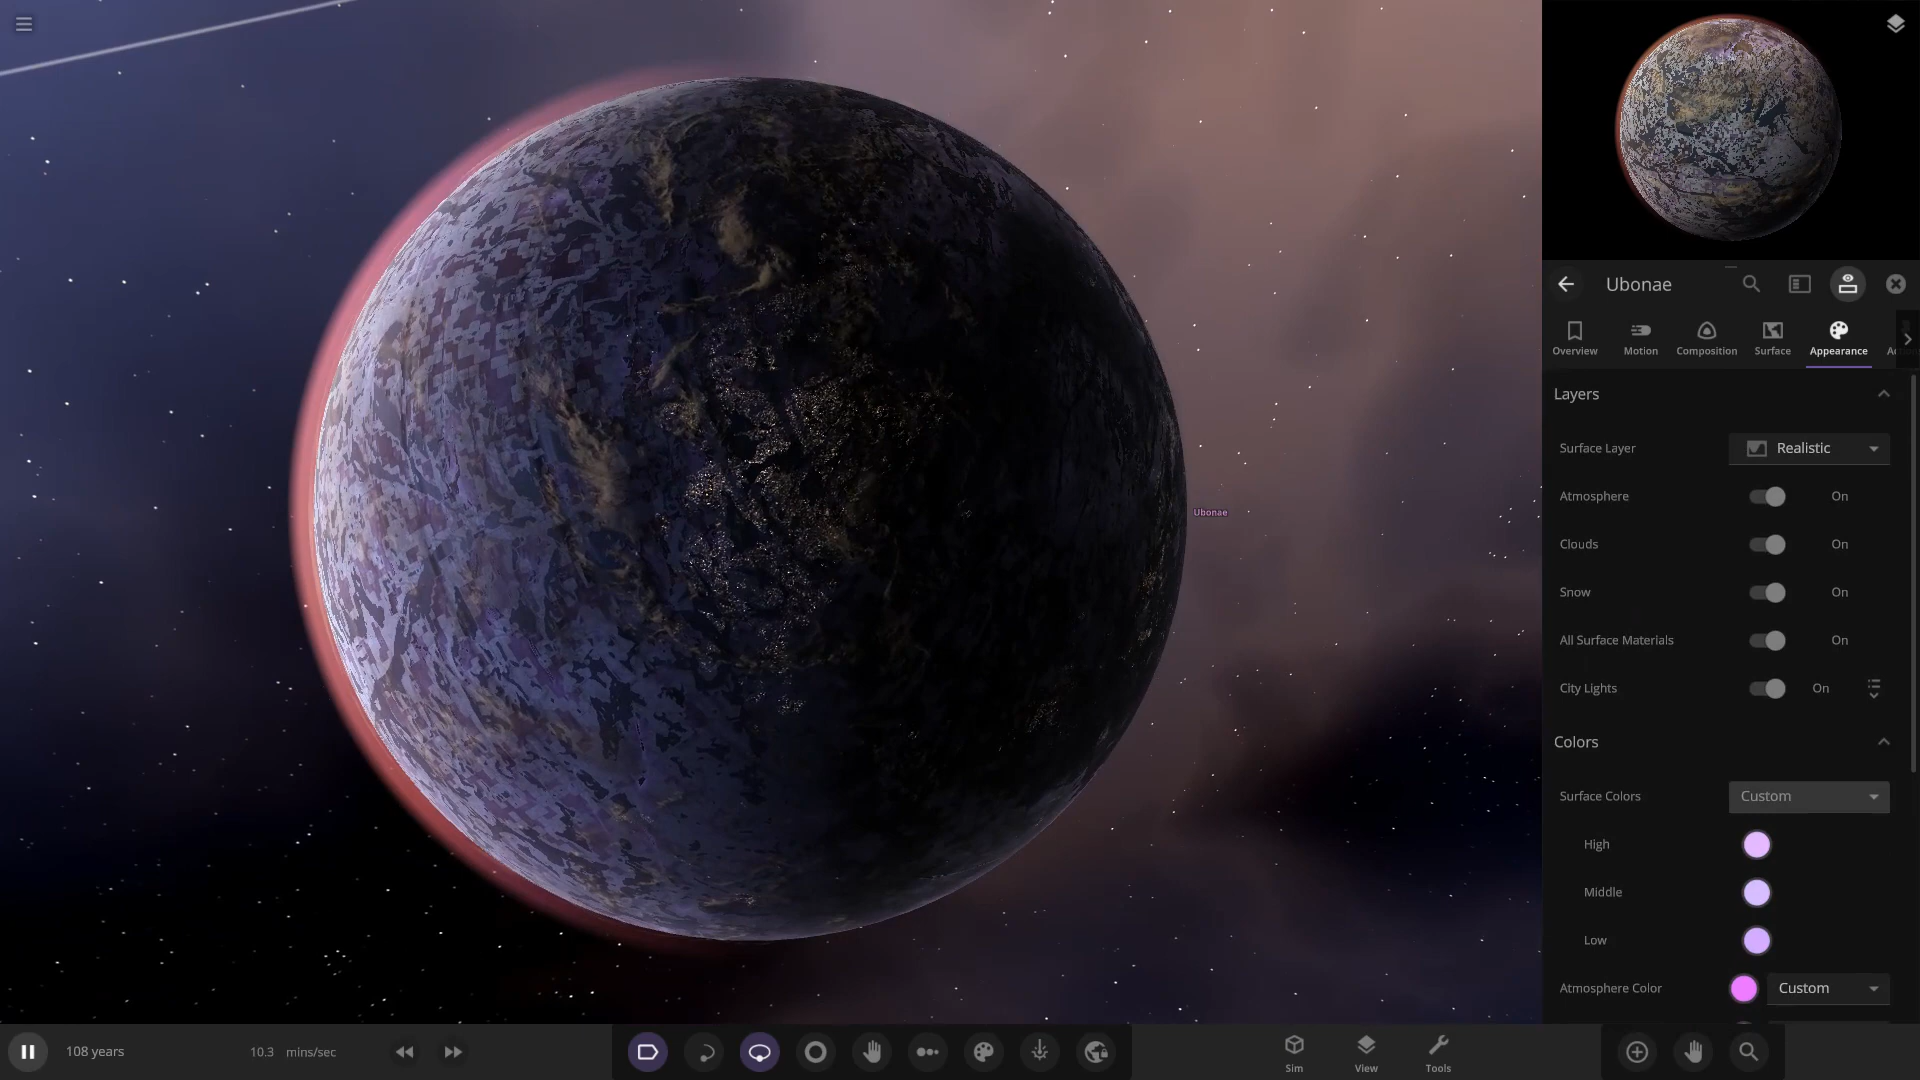 Ubonae
Overview
Motion
Composition
Surface
Appearance
Layers
Surface Layer
Realistic
Atmosphere
On
Clouds
On
Snow
On
All Surface Materials
On
City Lights
On
Colors
Surface Colors
Custom
High
Middle
Low
Atmosphere Color
Custom
Ubonae
108 years
10.3 mins/sec
Sim
View
Tools